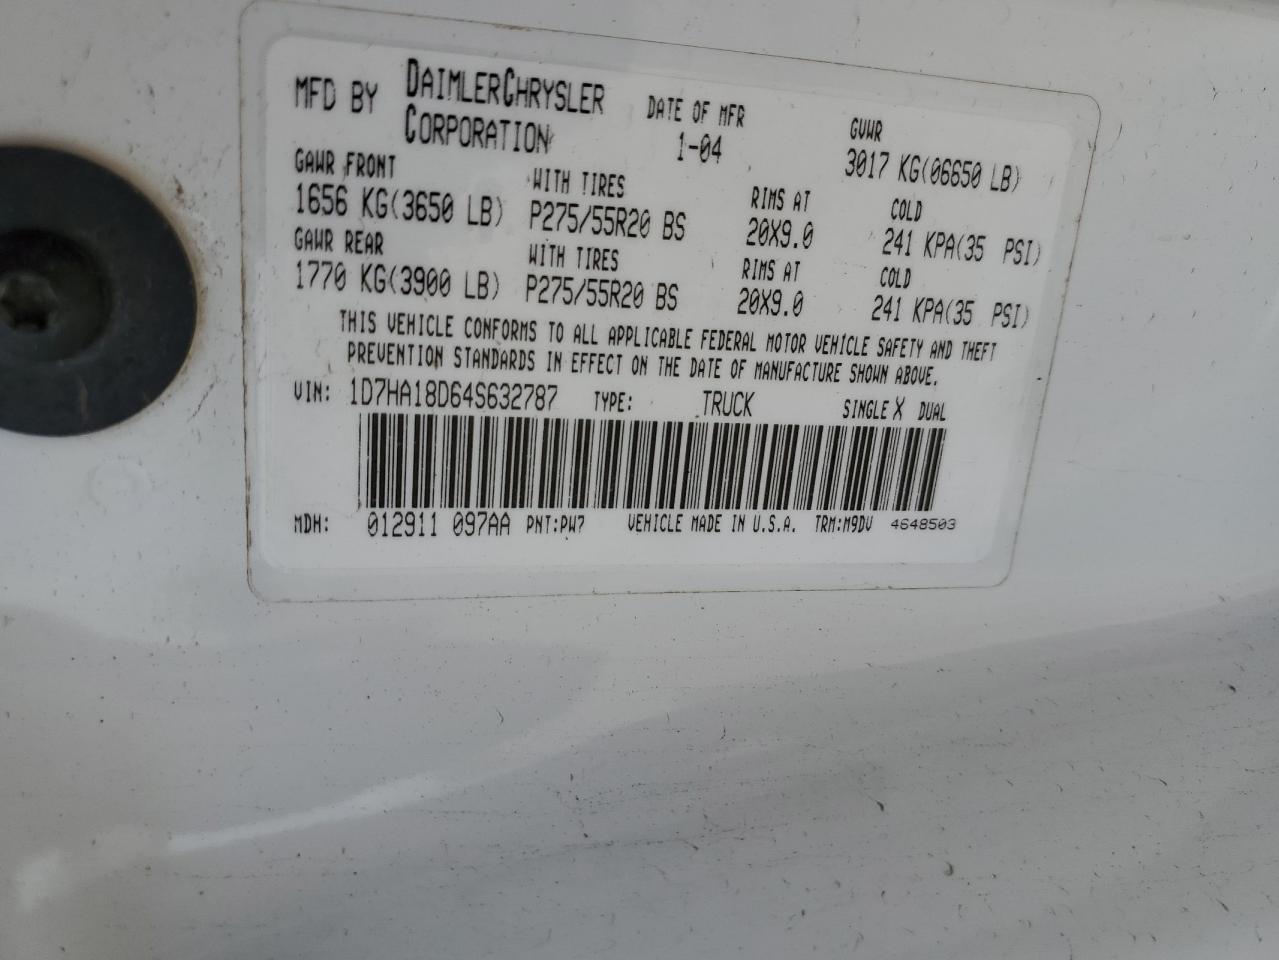 MFD BY DAIMLERCHRYSLER CORPORATION DATE OF MFR 1-04 GVWR 3017 KG(06650 LB)
GAWR FRONT WITH TIRES RIMS AT COLD
1656 KG(3650 LB) P275/55R20 BS 20X9.0 241 KPA(35 PSI)
GAWR REAR WITH TIRES RIMS AT COLD
1770 KG(3900 LB) P275/55R20 BS 20X9.0 241 KPA(35 PSI)
THIS VEHICLE CONFORMS TO ALL APPLICABLE FEDERAL MOTOR VEHICLE SAFETY AND THEFT
PREVENTION STANDARDS IN EFFECT ON THE DATE OF MANUFACTURE SHOWN ABOVE.
VIN: 1D7HA18D64S632787 TYPE: TRUCK SINGLE X DUAL
MDH: 012911 097AA PNT:PW7 VEHICLE MADE IN U.S.A. TRM:M9DV 4648503